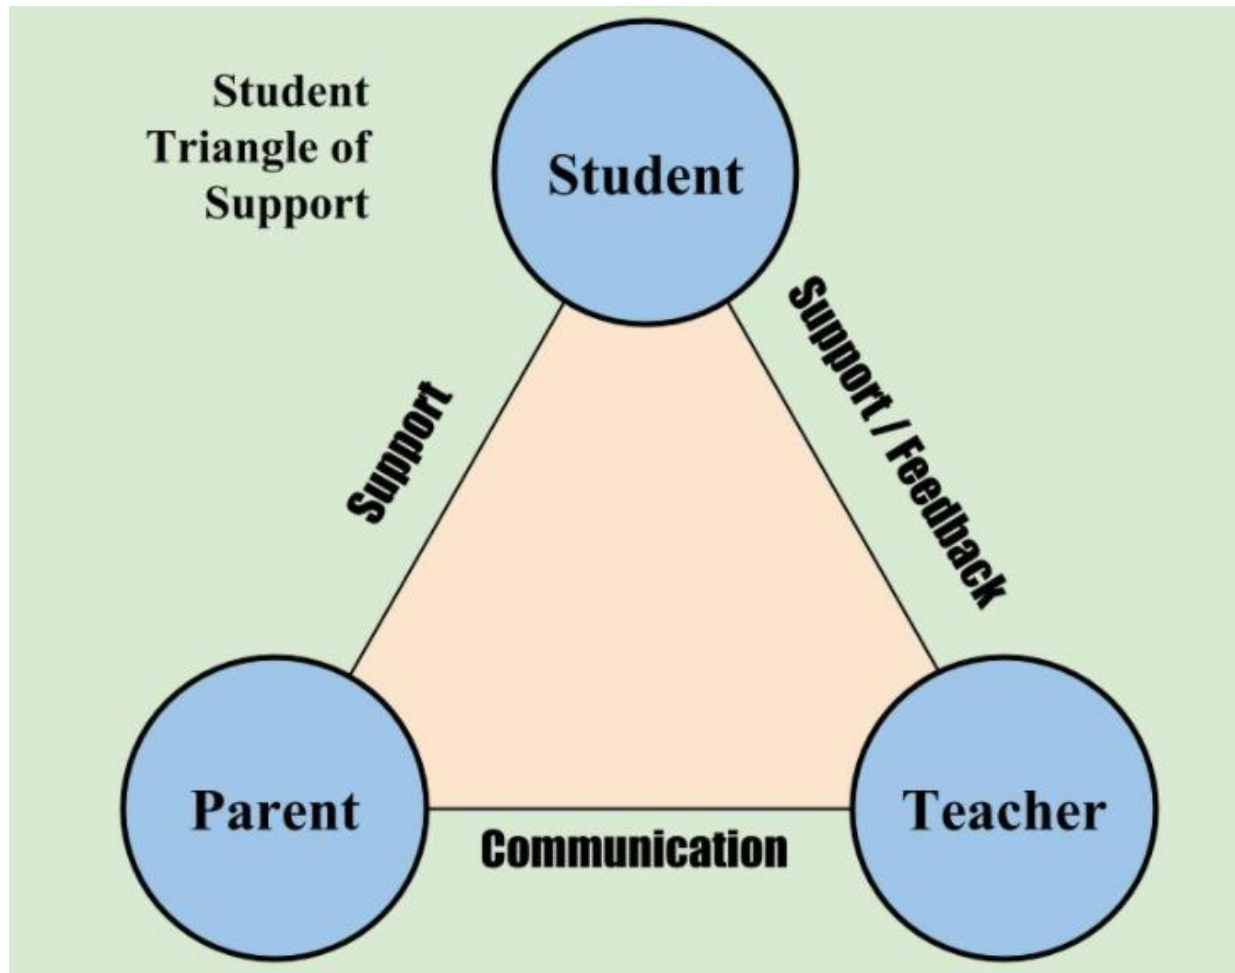 Student
Triangle of
Support
Student
Support
Support / Feedback
Parent
Teacher
Communication